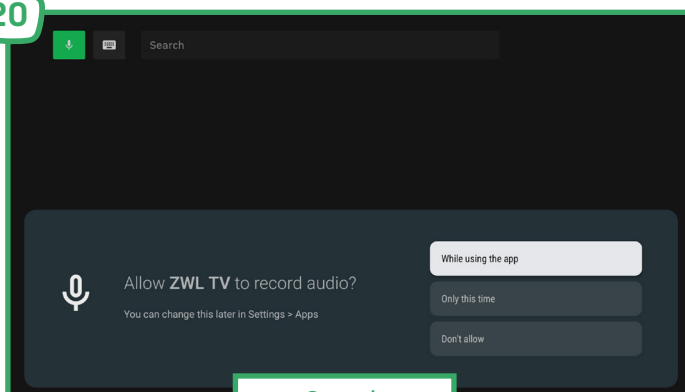 20
Search
While using the app
Allow ZWL TV to record audio?
Only this time
You can change this later in Settings > Apps
Don't allow